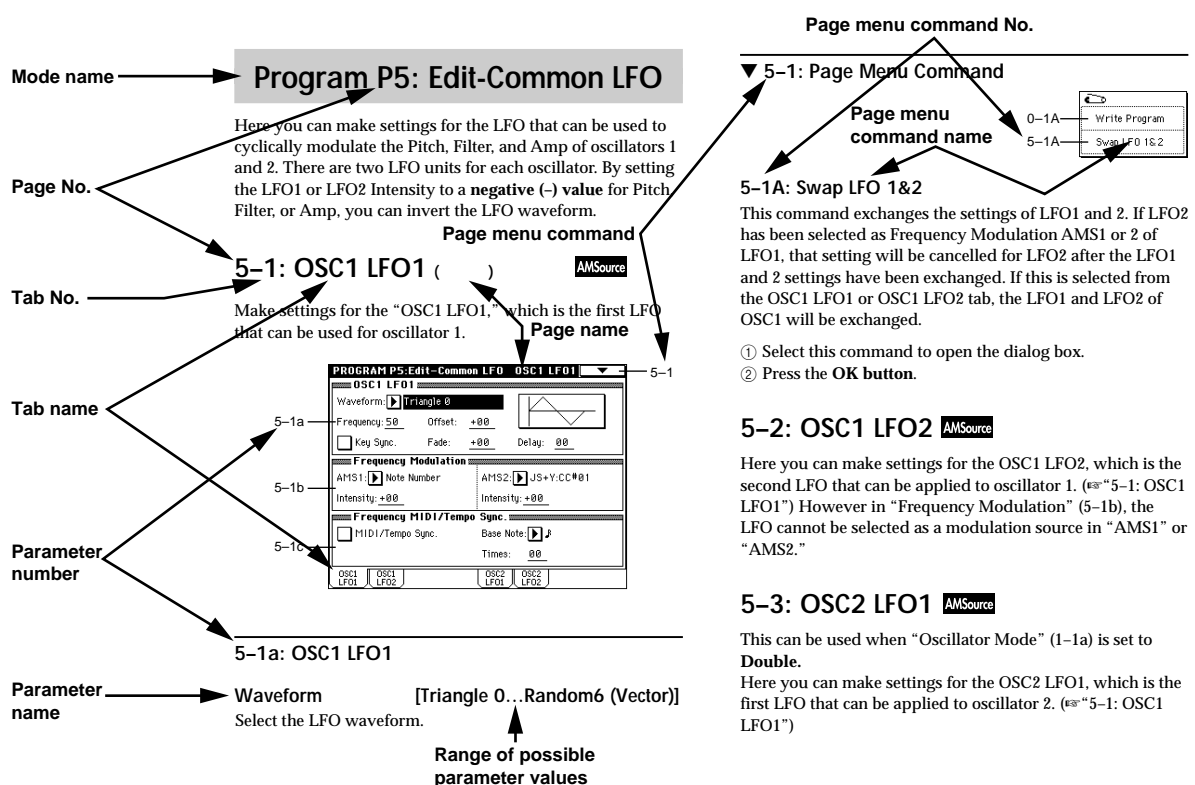 Page menu command No.
Mode name
Program P5: Edit-Common LFO
Here you can make settings for the LFO that can be used to
cyclically modulate the Pitch, Filter, and Amp of oscillators 1
and 2. There are two LFO units for each oscillator. By setting
the LFO1 or LFO2 Intensity to a negative (–) value for Pitch,
Filter, or Amp, you can invert the LFO waveform.
Page No.
Page menu command
5–1: OSC1 LFO1 ( ) AMSource
Tab No.
Make settings for the “OSC1 LFO1,” which is the first LFO
that can be used for oscillator 1.
Page name
PROGRAM P5:Edit-Common LFO OSC1 LFO1 ▼
5–1
OSC1 LFO1
Waveform: Triangle 0
5–1a
Frequency: 50 Offset: +00
Key Sync. Fade: +00 Delay: 00
Tab name
Frequency Modulation
AMS1: Note Number AMS2: JS+Y:CC#01
5–1b
Intensity: +00 Intensity: +00
Frequency MIDI/Tempo Sync.
MIDI/Tempo Sync. Base Note: ♪
5–1c
Times: 00
OSC1 LFO1 OSC1 LFO2 OSC2 LFO1 OSC2 LFO2
Parameter
number
5–1a: OSC1 LFO1
Parameter
name
Waveform [Triangle 0…Random6 (Vector)]
Select the LFO waveform.
Range of possible
parameter values
▼ 5–1: Page Menu Command
Page menu
command name
0–1A Write Program
5–1A Swap LFO 1&2
5–1A: Swap LFO 1&2
This command exchanges the settings of LFO1 and 2. If LFO2
has been selected as Frequency Modulation AMS1 or 2 of
LFO1, that setting will be cancelled for LFO2 after the LFO1
and 2 settings have been exchanged. If this is selected from
the OSC1 LFO1 or OSC1 LFO2 tab, the LFO1 and LFO2 of
OSC1 will be exchanged.
① Select this command to open the dialog box.
② Press the OK button.
5–2: OSC1 LFO2 AMSource
Here you can make settings for the OSC1 LFO2, which is the
second LFO that can be applied to oscillator 1. (☞“5–1: OSC1
LFO1”) However in “Frequency Modulation” (5–1b), the
LFO cannot be selected as a modulation source in “AMS1” or
“AMS2.”
5–3: OSC2 LFO1 AMSource
This can be used when “Oscillator Mode” (1–1a) is set to
Double.
Here you can make settings for the OSC2 LFO1, which is the
first LFO that can be applied to oscillator 2. (☞“5–1: OSC1
LFO1”)